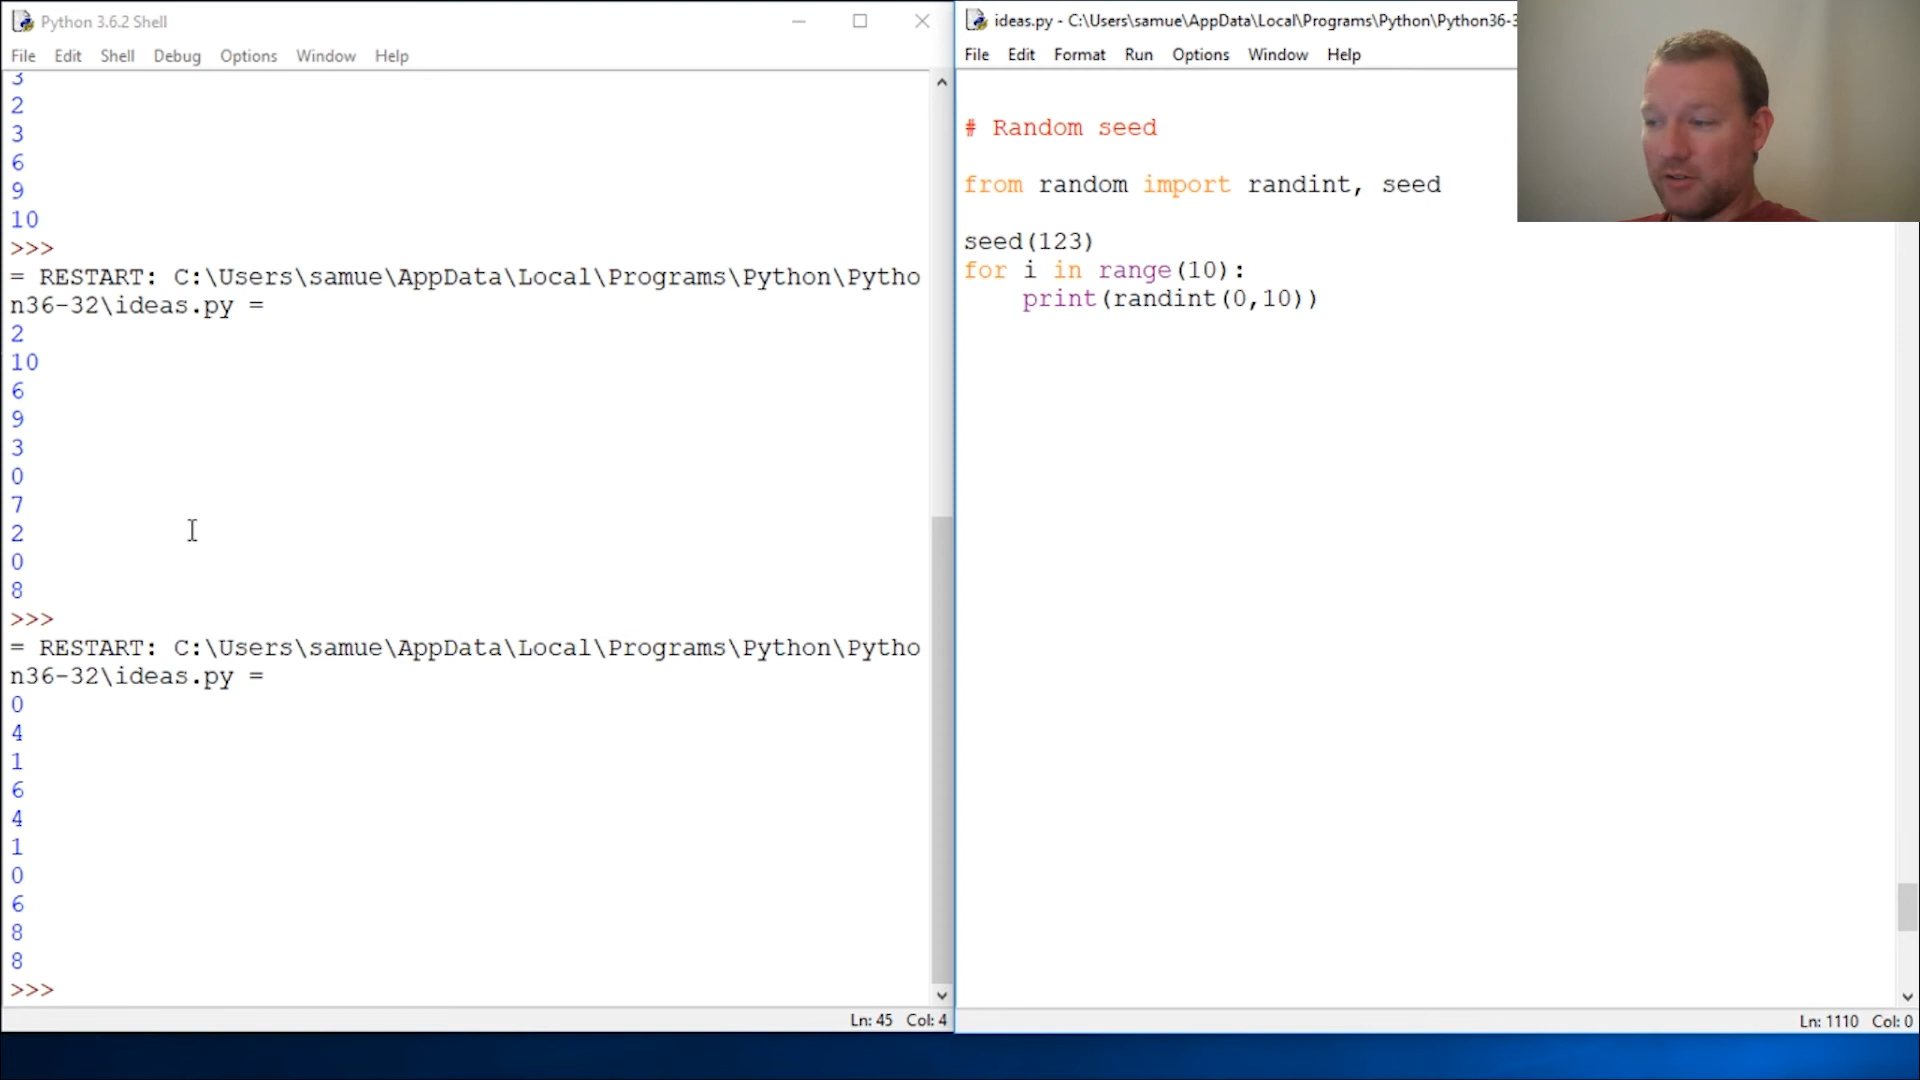 Python 3.6.2 Shell
File Edit Shell Debug Options Window Help
3
2
3
6
9
10
>>>
= RESTART: C:\Users\samue\AppData\Local\Programs\Python\Pytho
n36-32\ideas.py =
2
10
6
9
3
0
7
2
0
8
>>>
= RESTART: C:\Users\samue\AppData\Local\Programs\Python\Pytho
n36-32\ideas.py =
0
4
1
6
4
1
0
6
8
8
>>>
Ln: 45 Col: 4
ideas.py - C:\Users\samue\AppData\Local\Programs\Python\Python36-3
File Edit Format Run Options Window Help
# Random seed
from random import randint, seed
seed(123)
for i in range(10):
    print(randint(0,10))
Ln: 1110 Col: 0